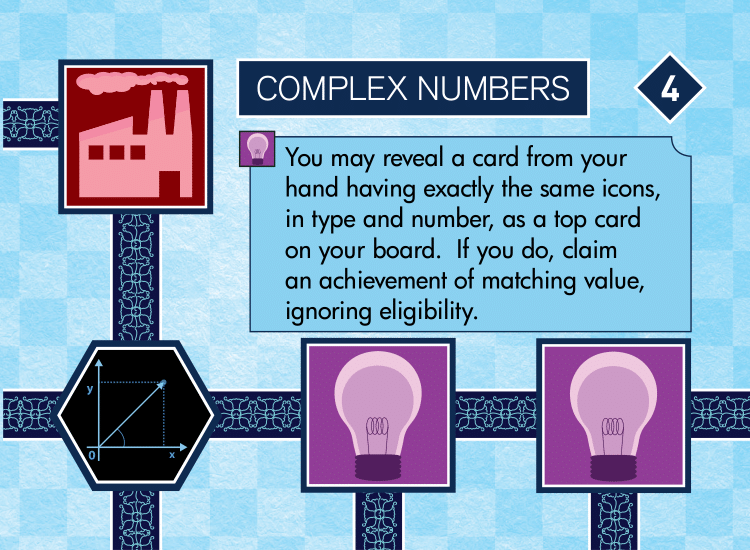 COMPLEX NUMBERS
4
You may reveal a card from your
hand having exactly the same icons,
in type and number, as a top card
on your board.  If you do, claim
an achievement of matching value,
ignoring eligibility.
y
0
x